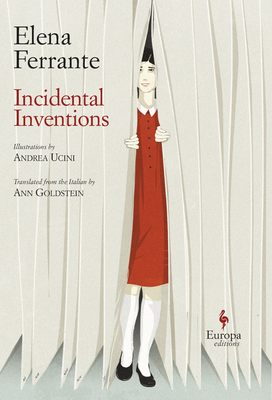 Elena
Ferrante
Incidental
Inventions
Illustrations by
ANDREA UCINI
Translated from the Italian by
ANN GOLDSTEIN
Europa
editions